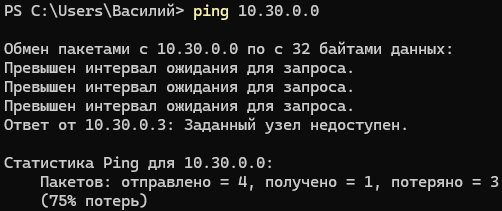 PS C:\Users\Василий> ping 10.30.0.0
Обмен пакетами с 10.30.0.0 по с 32 байтами данных:
Превышен интервал ожидания для запроса.
Превышен интервал ожидания для запроса.
Превышен интервал ожидания для запроса.
Ответ от 10.30.0.3: Заданный узел недоступен.
Статистика Ping для 10.30.0.0:
Пакетов: отправлено = 4, получено = 1, потеряно = 3
(75% потерь)